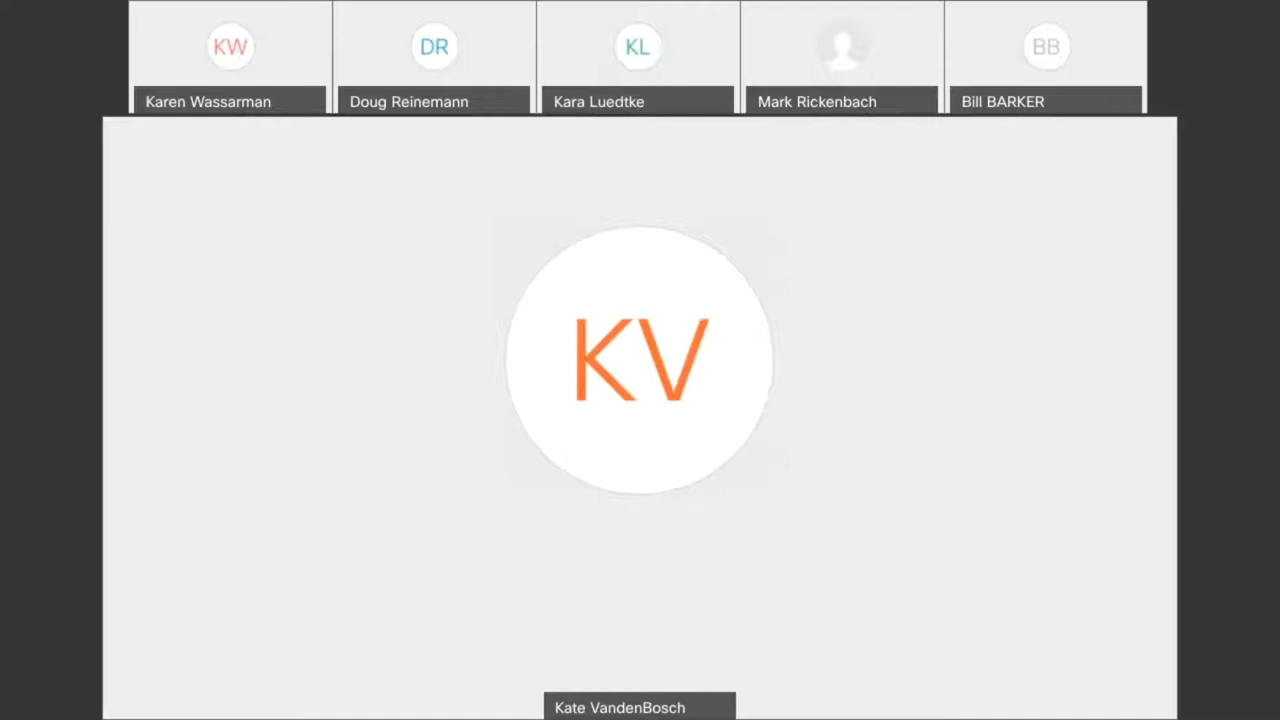 KW
DR
KL
BB
Karen Wassarman
Doug Reinemann
Kara Luedtke
Mark Rickenbach
Bill BARKER
KV
Kate VandenBosch